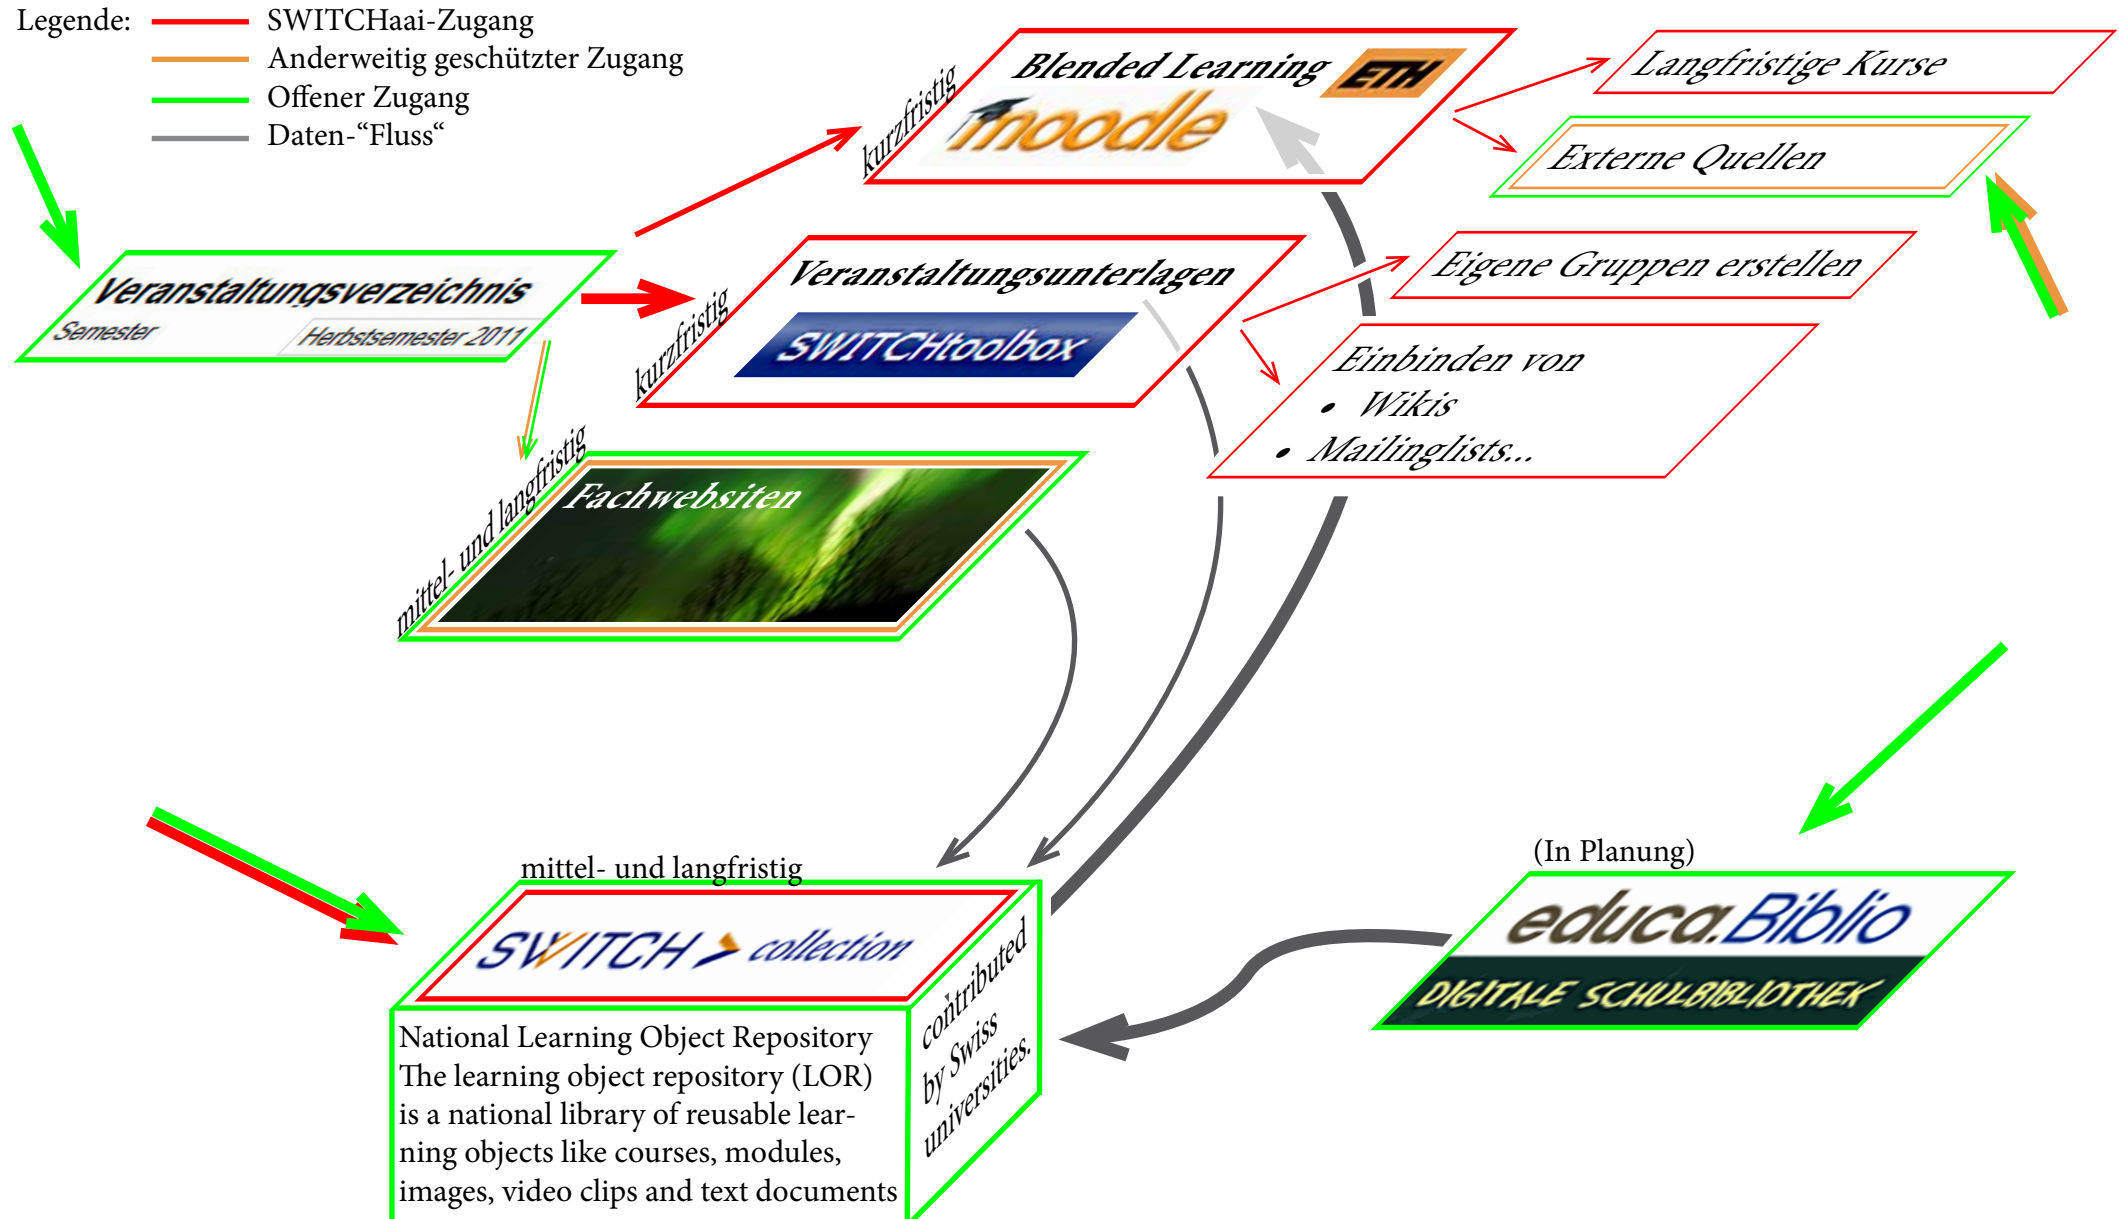 Legende:
SWITCHaai-Zugang
Anderweitig geschützter Zugang
Offener Zugang
Daten-“Fluss“
kurzfristig
Blended Learning
ETH
moodle
Langfristige Kurse
Externe Quellen
Veranstaltungsverzeichnis
Semester
Herbstsemester 2011
kurzfristig
Veranstaltungsunterlagen
SWITCHtoolbox
Eigene Gruppen erstellen
Einbinden von
• Wikis
• Mailinglists...
mittel- und langfristig
Fachwebsiten
mittel- und langfristig
SWITCH collection
National Learning Object Repository
The learning object repository (LOR)
is a national library of reusable lear-
ning objects like courses, modules,
images, video clips and text documents
contributed
by Swiss
universities.
(In Planung)
educa.Biblio
DIGITALE SCHULBIBLIOTHEK